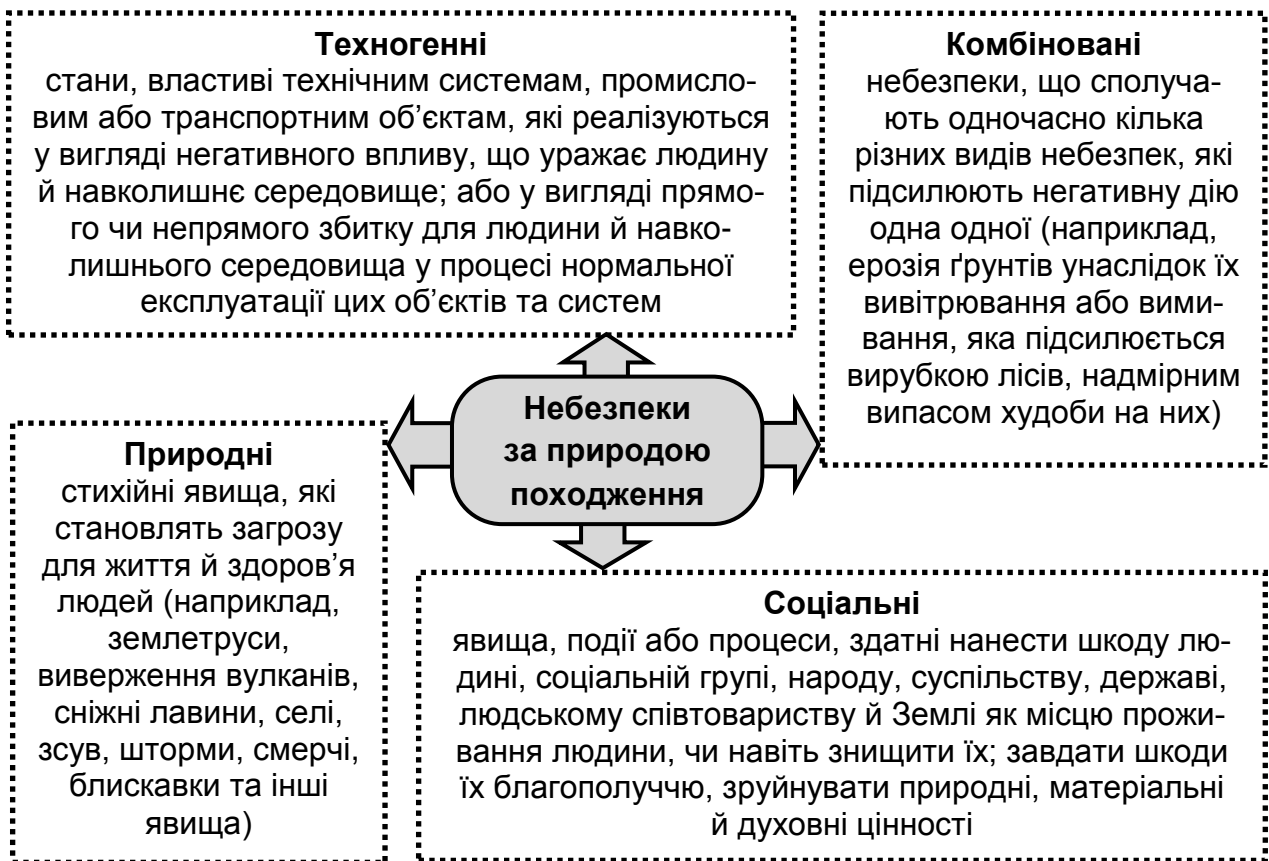 Техногенні
стани, властиві технічним системам, промисло-
вим або транспортним об’єктам, які реалізуються
у вигляді негативного впливу, що уражає людину
й навколишнє середовище; або у вигляді прямо-
го чи непрямого збитку для людини й навко-
лишнього середовища у процесі нормальної
експлуатації цих об’єктів та систем
Комбіновані
небезпеки, що сполуча-
ють одночасно кілька
різних видів небезпек, які
підсилюють негативну дію
одна одної (наприклад,
ерозія ґрунтів унаслідок їх
вивітрювання або вими-
вання, яка підсилюється
вирубкою лісів, надмірним
випасом худоби на них)
Небезпеки
за природою
походження
Природні
стихійні явища, які
становлять загрозу
для життя й здоров’я
людей (наприклад,
землетруси,
виверження вулканів,
сніжні лавини, селі,
зсув, шторми, смерчі,
блискавки та інші
явища)
Соціальні
явища, події або процеси, здатні нанести шкоду лю-
дині, соціальній групі, народу, суспільству, державі,
людському співтовариству й Землі як місцю прожи-
вання людини, чи навіть знищити їх; завдати шкоди
їх благополуччю, зруйнувати природні, матеріальні
й духовні цінності